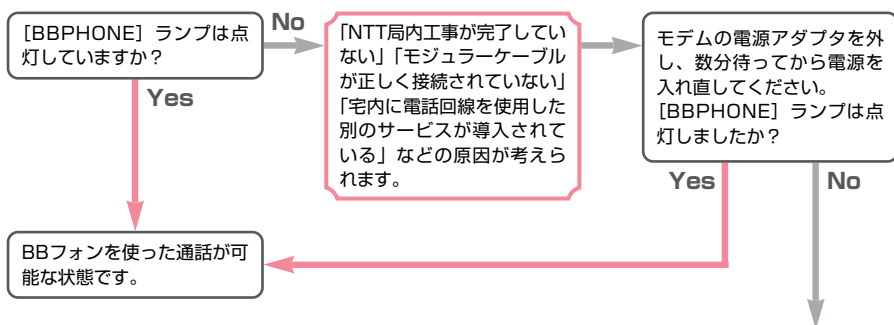 [BBPHONE] ランプは点
灯していますか？
No
Yes
「NTT局内工事が完了してい
ない」「モジュラーケーブル
が正しく接続されていない」
「宅内に電話回線を使用した
別のサービスが導入されて
いる」などの原因が考えら
れます。
モデムの電源アダプタを外
し、数分待ってから電源を
入れ直してください。
[BBPHONE] ランプは点
灯しましたか？
Yes
No
BBフォンを使った通話が可
能な状態です。